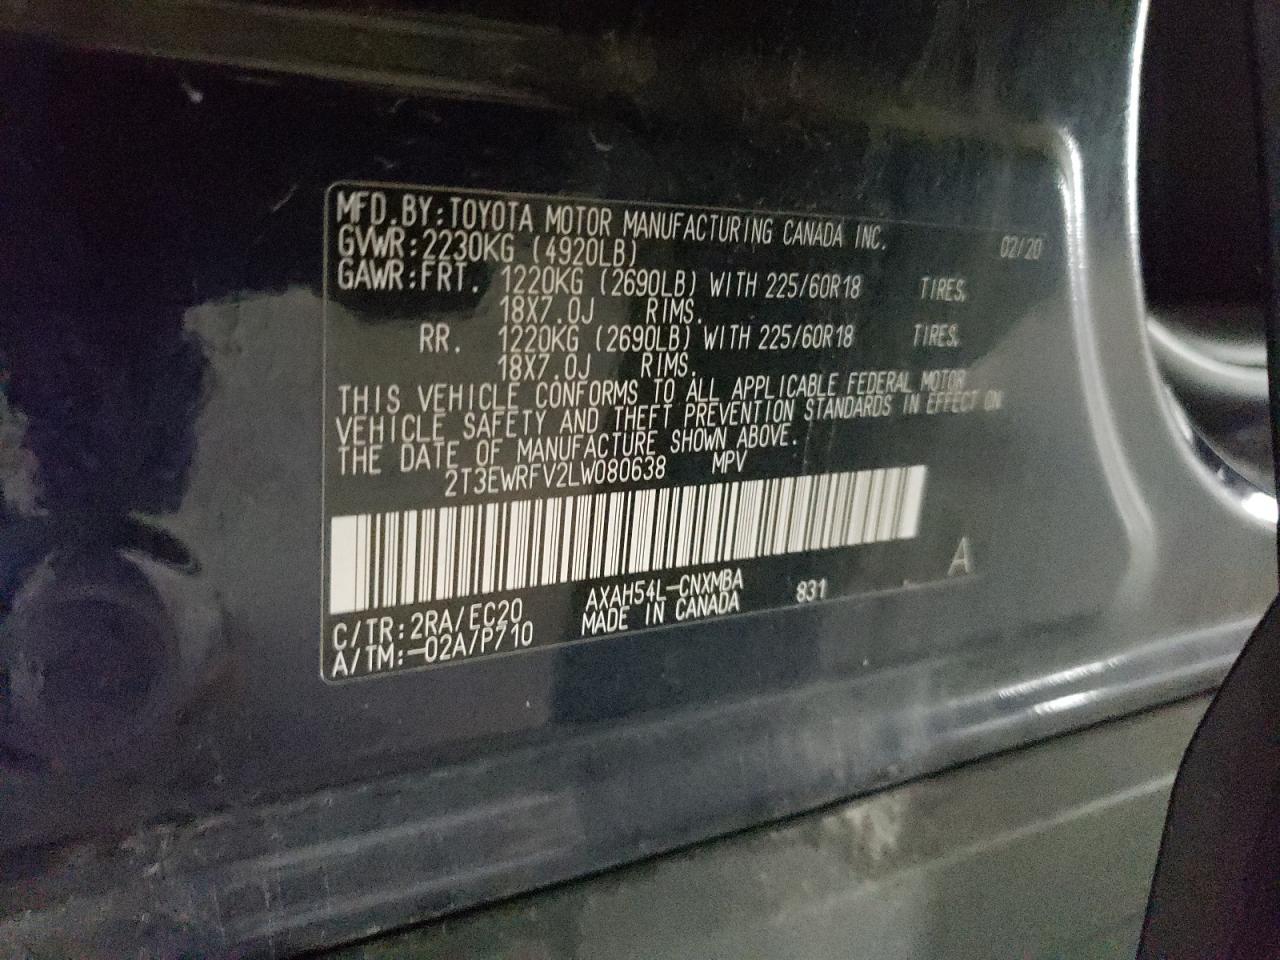 MFD.BY:TOYOTA MOTOR MANUFACTURING CANADA INC. 02/20
GVWR:2230KG (4920LB)
GAWR:FRT. 1220KG (2690LB) WITH 225/60R18 TIRES,
18X7.0J RIMS.
RR. 1220KG (2690LB) WITH 225/60R18 TIRES,
18X7.0J RIMS.
THIS VEHICLE CONFORMS TO ALL APPLICABLE FEDERAL MOTOR
VEHICLE SAFETY AND THEFT PREVENTION STANDARDS IN EFFECT ON
THE DATE OF MANUFACTURE SHOWN ABOVE.
2T3EWRFV2LW080638 MPV
C/TR:2RA/EC20 AXAH54L-CNXMBA 831 A
A/TM:-02A/P710 MADE IN CANADA